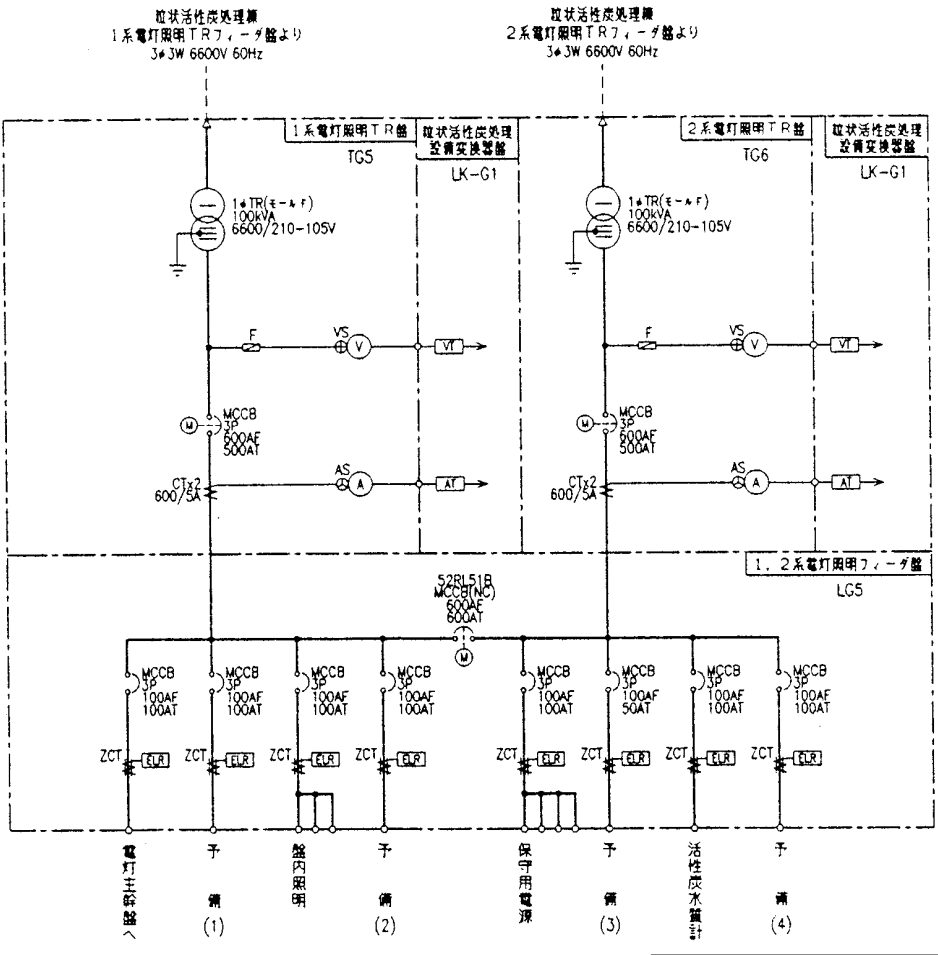 粒状活性炭処理棟
1系電灯照明TRフィーダ盤より
3φ3W 6600V 60Hz
粒状活性炭処理棟
2系電灯照明TRフィーダ盤より
3φ3W 6600V 60Hz
1系電灯照明TR盤
TG5
粒状活性炭処理
設備変換器盤
LK-G1
2系電灯照明TR盤
TG6
粒状活性炭処理
設備変換器盤
LK-G1
1φTR(モールド)
100kVA
6600/210-105V
1φTR(モールド)
100kVA
6600/210-105V
F
VS
V
VT
F
VS
V
VT
M
MCCB
3P
600AF
500AT
M
MCCB
3P
600AF
500AT
CTx2
600/5A
AS
A
AT
CTx2
600/5A
AS
A
AT
1, 2系電灯照明フィーダ盤
LG5
52RL51B
MCCB(NC)
600AF
600AT
M
MCCB
3P
100AF
100AT
MCCB
3P
100AF
100AT
MCCB
3P
100AF
100AT
MCCB
3P
100AF
100AT
MCCB
3P
100AF
100AT
MCCB
3P
100AF
50AT
MCCB
3P
100AF
100AT
MCCB
3P
100AF
100AT
ZCT ELR
ZCT ELR
ZCT ELR
ZCT ELR
ZCT ELR
ZCT ELR
ZCT ELR
ZCT ELR
電灯主幹盤へ
予備(1)
盤内照明
予備(2)
保守用電源
予備(3)
活性炭水質計
予備(4)